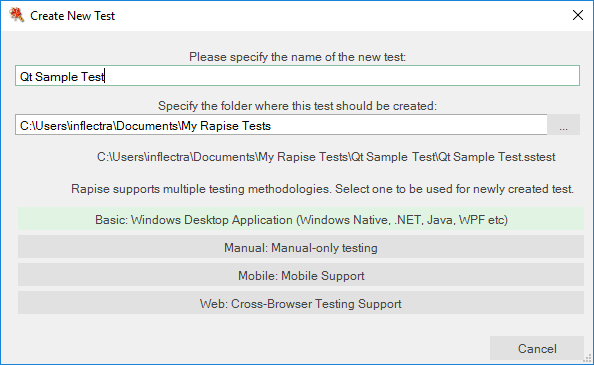 Create New Test
Please specify the name of the new test:
Qt Sample Test
Specify the folder where this test should be created:
C:\Users\inflectra\Documents\My Rapise Tests
...
C:\Users\inflectra\Documents\My Rapise Tests\Qt Sample Test\Qt Sample Test.sstest
Rapise supports multiple testing methodologies. Select one to be used for newly created test.
Basic: Windows Desktop Application (Windows Native, .NET, Java, WPF etc)
Manual: Manual-only testing
Mobile: Mobile Support
Web: Cross-Browser Testing Support
Cancel